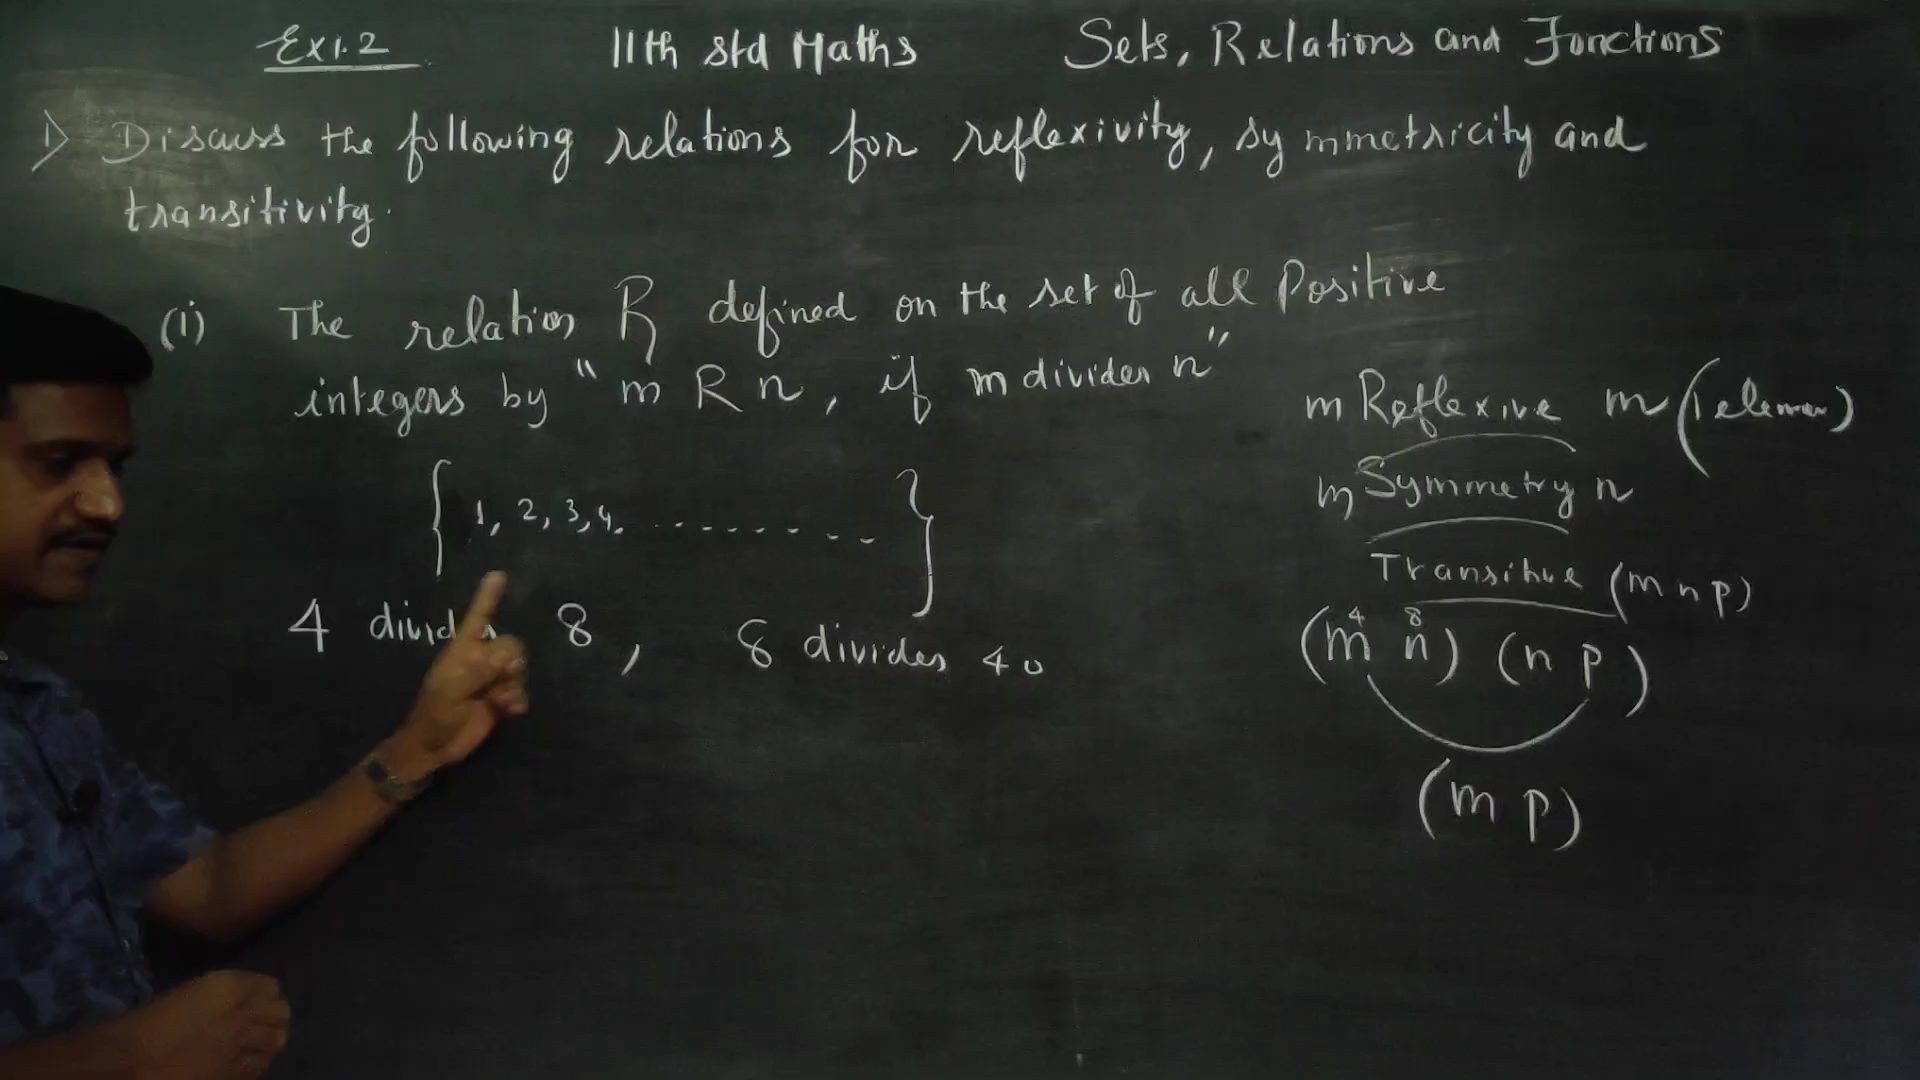 Ex 1.2 11th std Maths Sets, Relations and Functions
1) Discuss the following relations for reflexivity, symmetricity and
transitivity.
(i) The relation R defined on the set of all Positive
integers by "m R n, if m divides n"
{1, 2, 3, 4. ........}
4 divides 8, 8 divides 40
m Reflexive m (1 elemen)
m Symmetry n
Transitive (m n p)
4 8
(m n) (n p)
(m p)